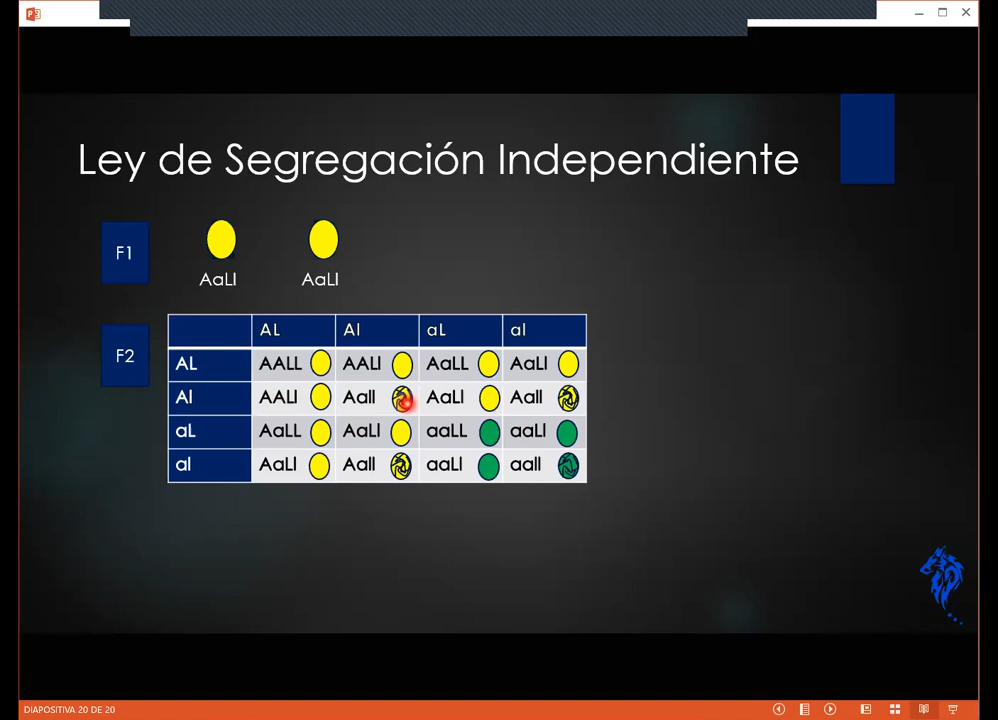 Ley de Segregación Independiente
F1
AaLl AaLl
F2
AL Al aL al
AL AALL AALl AaLL AaLl
Al AALl Aall AaLl Aall
aL AaLL AaLl aaLL aaLl
al AaLl Aall aaLl aall
DIAPOSITIVA 20 DE 20